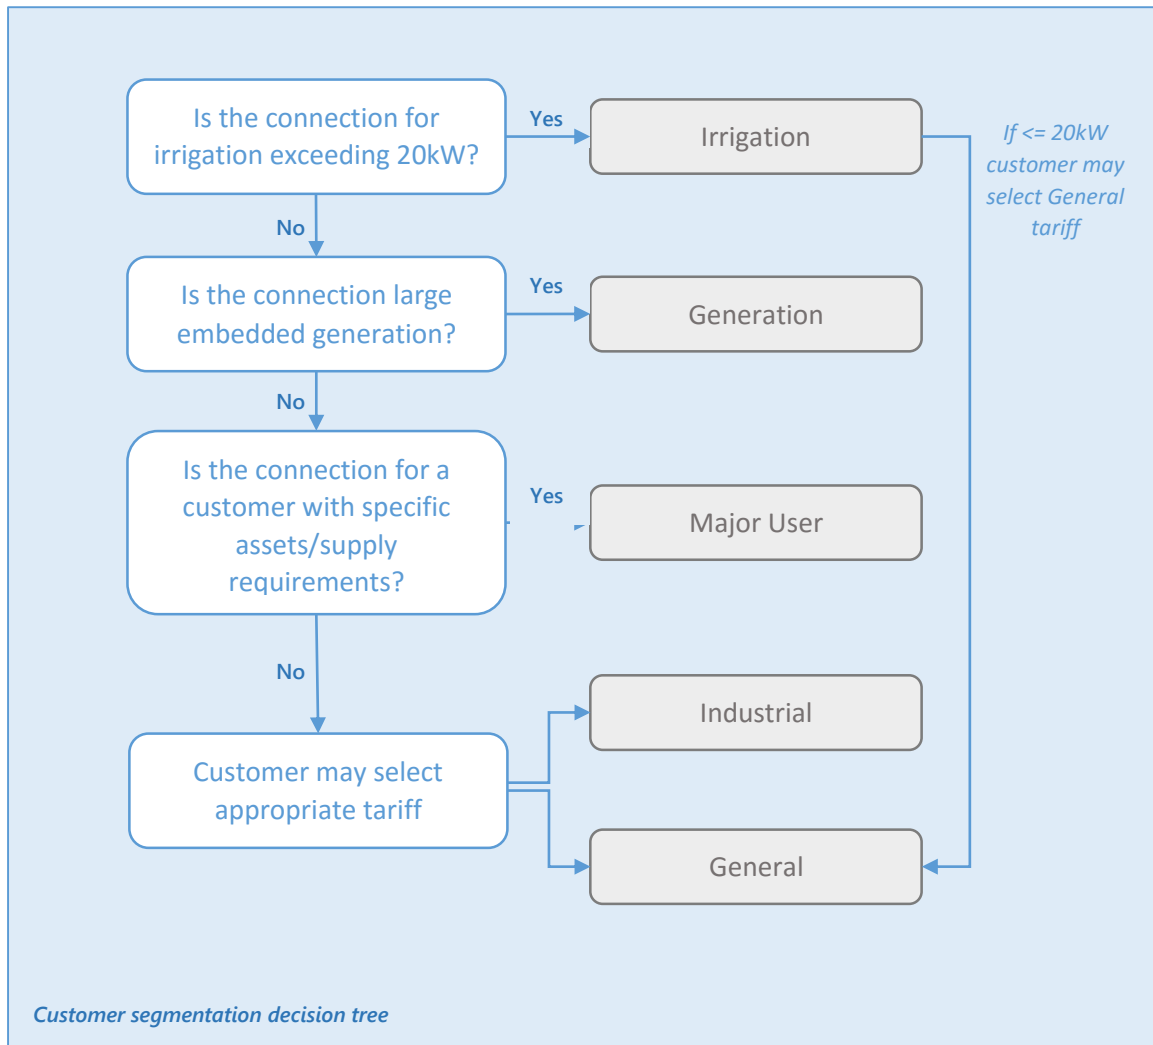 Is the connection for
irrigation exceeding 20kW?
Yes
Irrigation
If <= 20kW
customer may
select General
tariff
No
Is the connection large
embedded generation?
Yes
Generation
No
Is the connection for a
customer with specific
assets/supply
requirements?
Yes
Major User
No
Industrial
Customer may select
appropriate tariff
General
Customer segmentation decision tree